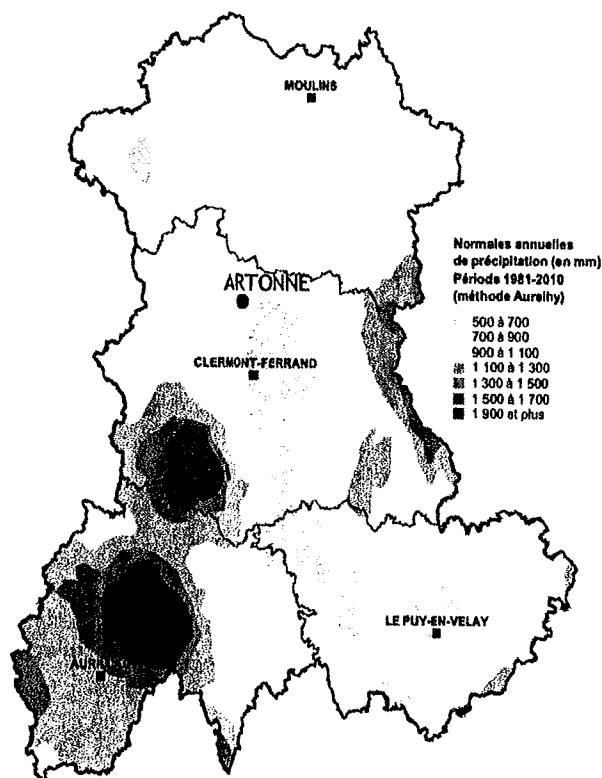 MOULINS
Normales annuelles
de précipitation (en mm)
Période 1981-2010
(méthode Aurelhy)
500 à 700
700 à 900
900 à 1 100
1 100 à 1 300
1 300 à 1 500
1 500 à 1 700
1 900 et plus
ARTONNE
CLERMONT-FERRAND
LE PUY-EN-VELAY